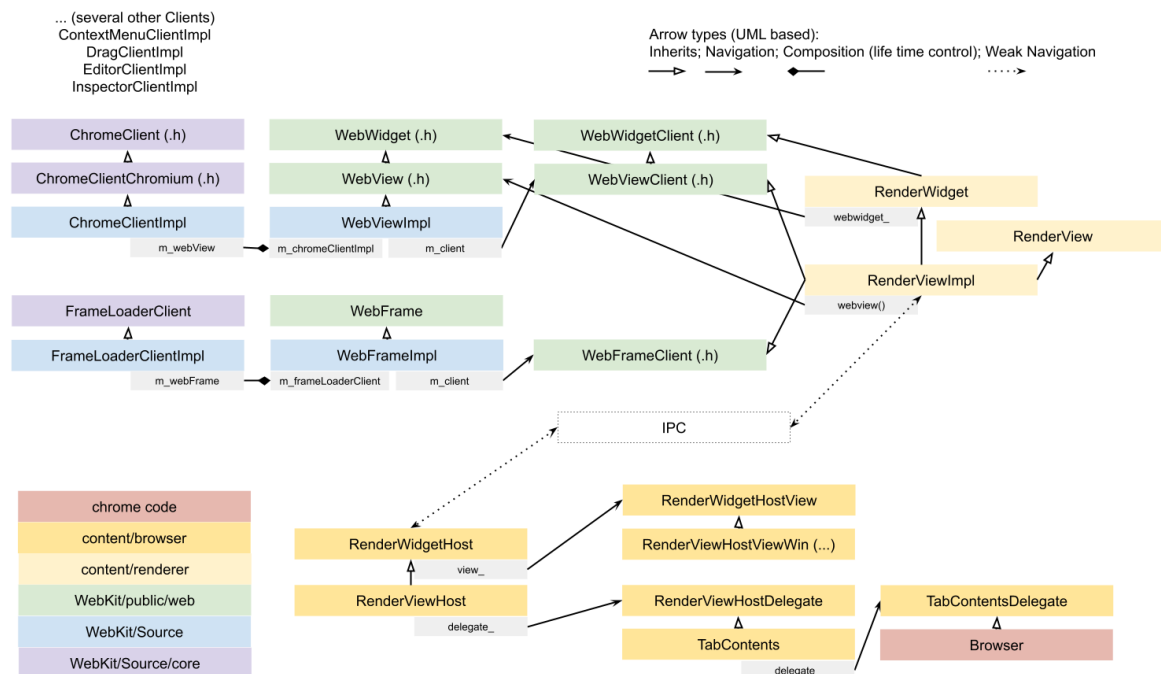 ... (several other Clients)
ContextMenuClientImpl
DragClientImpl
EditorClientImpl
InspectorClientImpl
Arrow types (UML based):
Inherits; Navigation; Composition (life time control); Weak Navigation
ChromeClient (.h)
WebWidget (.h)
WebWidgetClient (.h)
ChromeClientChromium (.h)
WebView (.h)
WebViewClient (.h)
RenderWidget
webwidget_
ChromeClientImpl
WebViewImpl
RenderView
m_webView
m_chromeClientImpl
m_client
RenderViewImpl
webview()
FrameLoaderClient
WebFrame
FrameLoaderClientImpl
WebFrameImpl
WebFrameClient (.h)
m_webFrame
m_frameLoaderClient
m_client
IPC
chrome code
content/browser
content/renderer
WebKit/public/web
WebKit/Source
WebKit/Source/core
RenderWidgetHostView
RenderWidgetHost
RenderViewHostViewWin (...)
view_
RenderViewHost
RenderViewHostDelegate
TabContentsDelegate
delegate_
TabContents
Browser
delegate